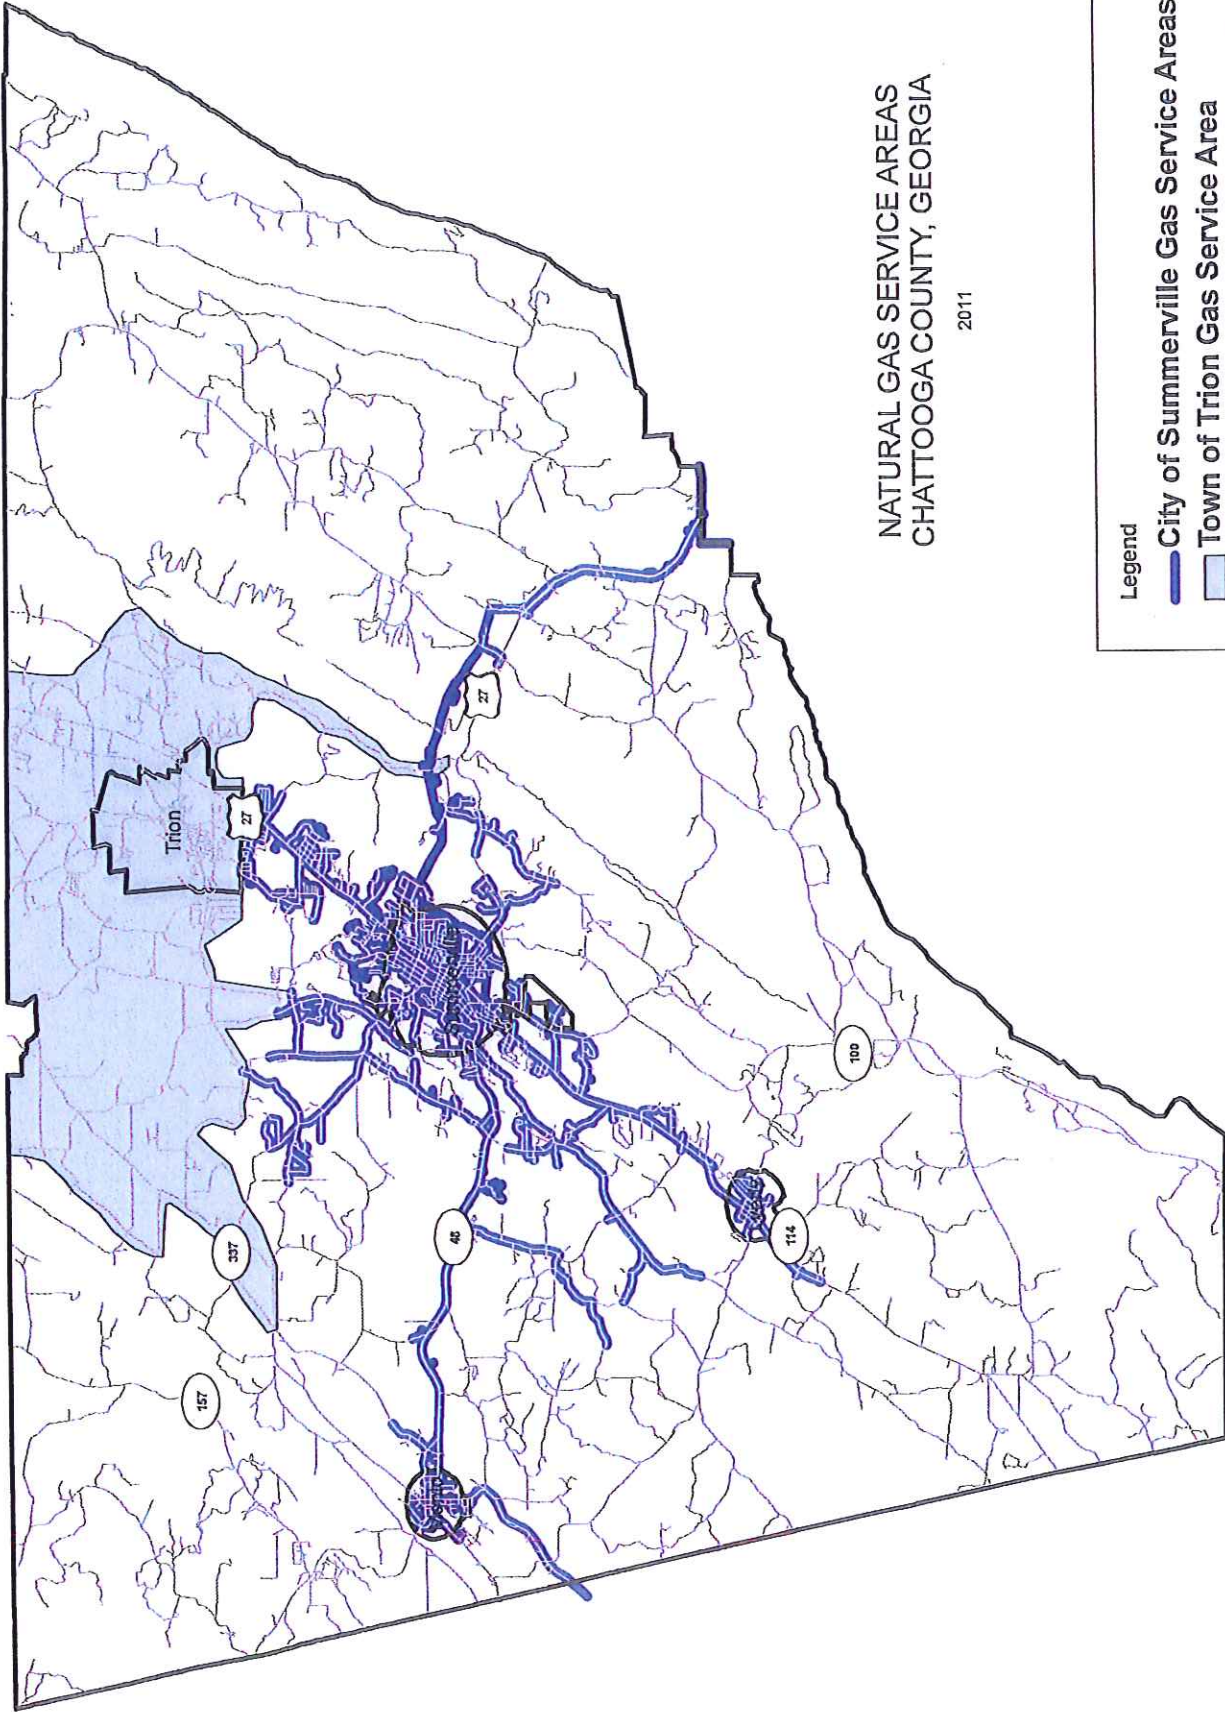 NATURAL GAS SERVICE AREAS
CHATTOOGA COUNTY, GEORGIA
2011
Legend
City of Summerville Gas Service Areas
Town of Trion Gas Service Area
Trion
27
27
337
157
48
114
100